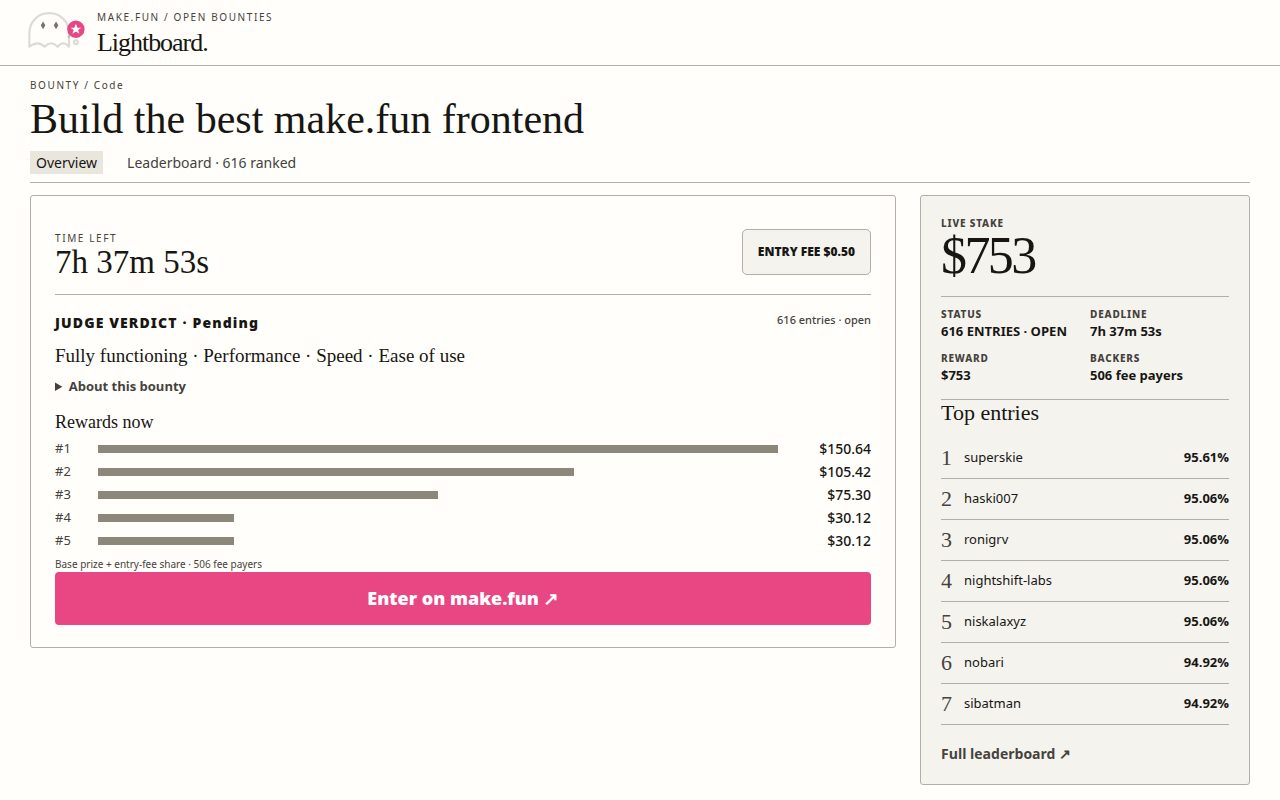 MAKE.FUN / OPEN BOUNTIES
Lightboard.
BOUNTY / Code
Build the best make.fun frontend
Overview
Leaderboard · 616 ranked
TIME LEFT
7h 37m 53s
ENTRY FEE $0.50
JUDGE VERDICT · Pending
616 entries · open
Fully functioning · Performance · Speed · Ease of use
About this bounty
Rewards now
#1 $150.64
#2 $105.42
#3 $75.30
#4 $30.12
#5 $30.12
Base prize + entry-fee share · 506 fee payers
Enter on make.fun ↗
LIVE STAKE
$753
STATUS DEADLINE
616 ENTRIES · OPEN 7h 37m 53s
REWARD BACKERS
$753 506 fee payers
Top entries
1 superskie 95.61%
2 haski007 95.06%
3 ronigrv 95.06%
4 nightshift-labs 95.06%
5 niskalaxyz 95.06%
6 nobari 94.92%
7 sibatman 94.92%
Full leaderboard ↗